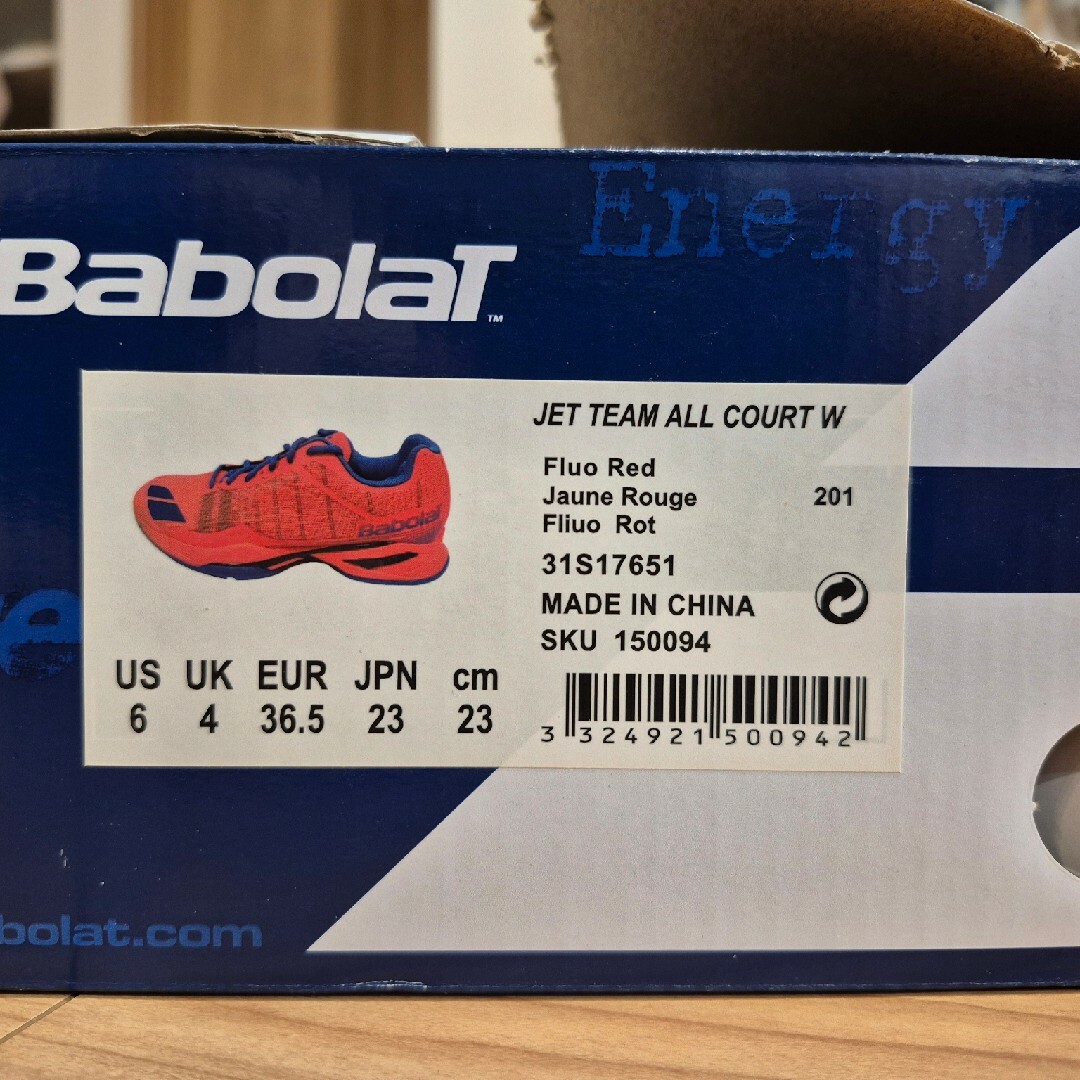 Energy
BabolaT™
JET TEAM ALL COURT W
Fluo Red
Jaune Rouge 201
Fliuo Rot
31S17651
MADE IN CHINA
SKU 150094
Babolat
US UK EUR JPN cm
6 4 36.5 23 23
3 324921 500942
bolat.com